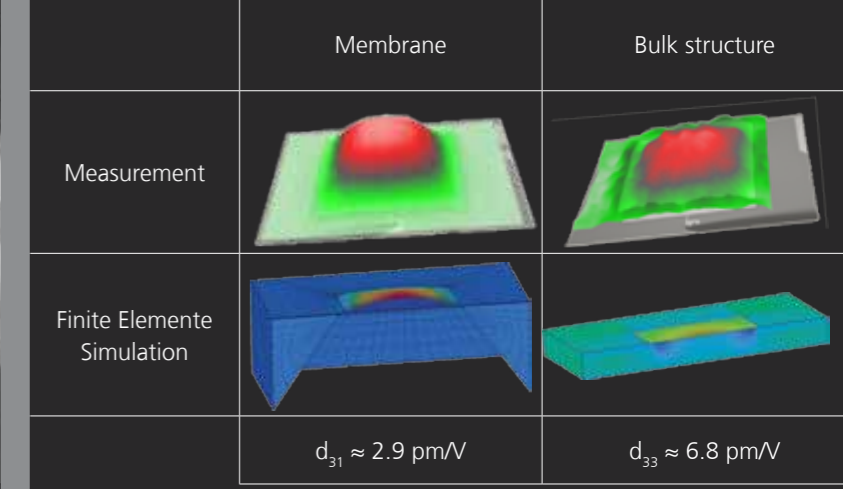 Membrane
Bulk structure
Measurement
Finite Elemente
Simulation
d₃₁ ≈ 2.9 pm/V
d₃₃ ≈ 6.8 pm/V